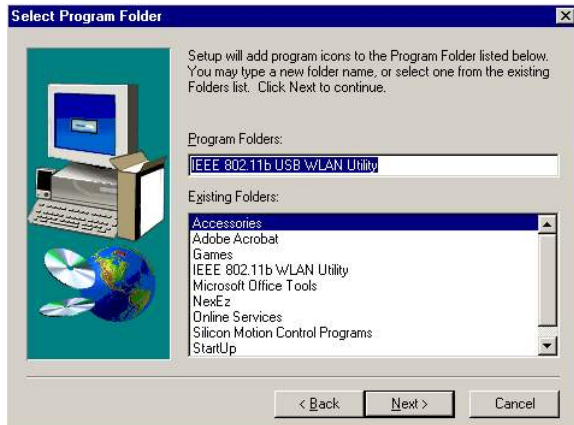 Select Program Folder
Setup will add program icons to the Program Folder listed below.
You may type a new folder name, or select one from the existing
Folders list. Click Next to continue.
Program Folders:
IEEE 802.11b USB WLAN Utility
Existing Folders:
Accessories
Adobe Acrobat
Games
IEEE 802.11b WLAN Utility
Microsoft Office Tools
NexEz
Online Services
Silicon Motion Control Programs
StartUp
< Back
Next >
Cancel